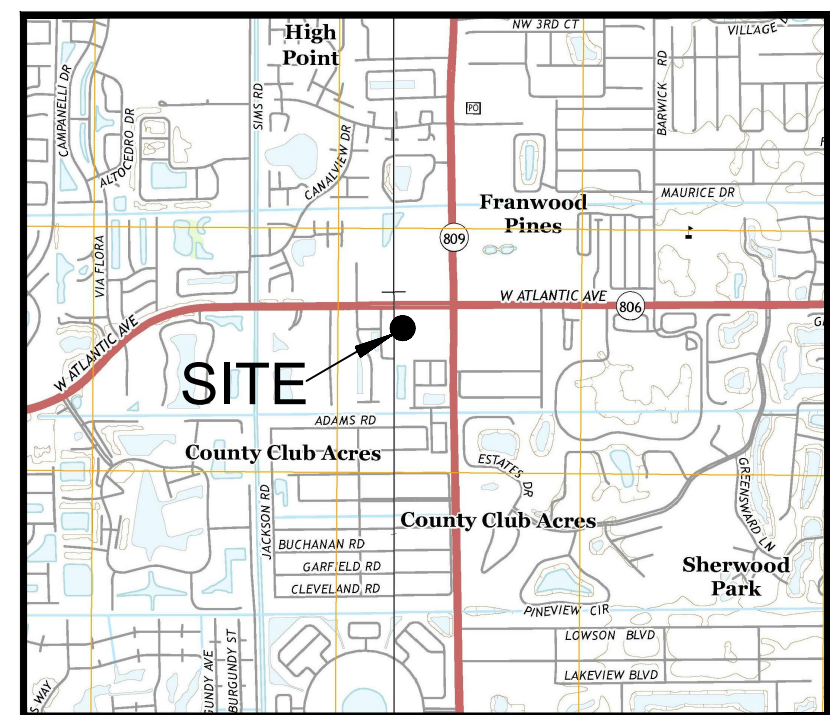 High
Point
NW 3RD CT
VILLAGE
CAMPANELLI DR
SIMS RD
BARWICK RD
PO
ALTOCEDRO DR
CANALVIEW DR
MAURICE DR
Franwood
Pines
809
VIA FLORA
W ATLANTIC AVE
806
W ATLANTIC AVE
SITE
ADAMS RD
County Club Acres
ESTATES DR
GREENSWARD LN
JACKSON RD
County Club Acres
BUCHANAN RD
GARFIELD RD
Sherwood
Park
CLEVELAND RD
PINEVIEW CIR
LOWSON BLVD
GUNDY AVE
BURGUNDY ST
LAKEVIEW BLVD
S WAY